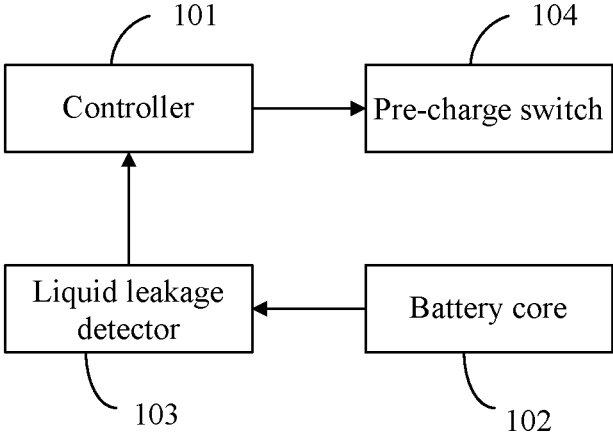 101
104
Controller
Pre-charge switch
Liquid leakage
detector
Battery core
103
102